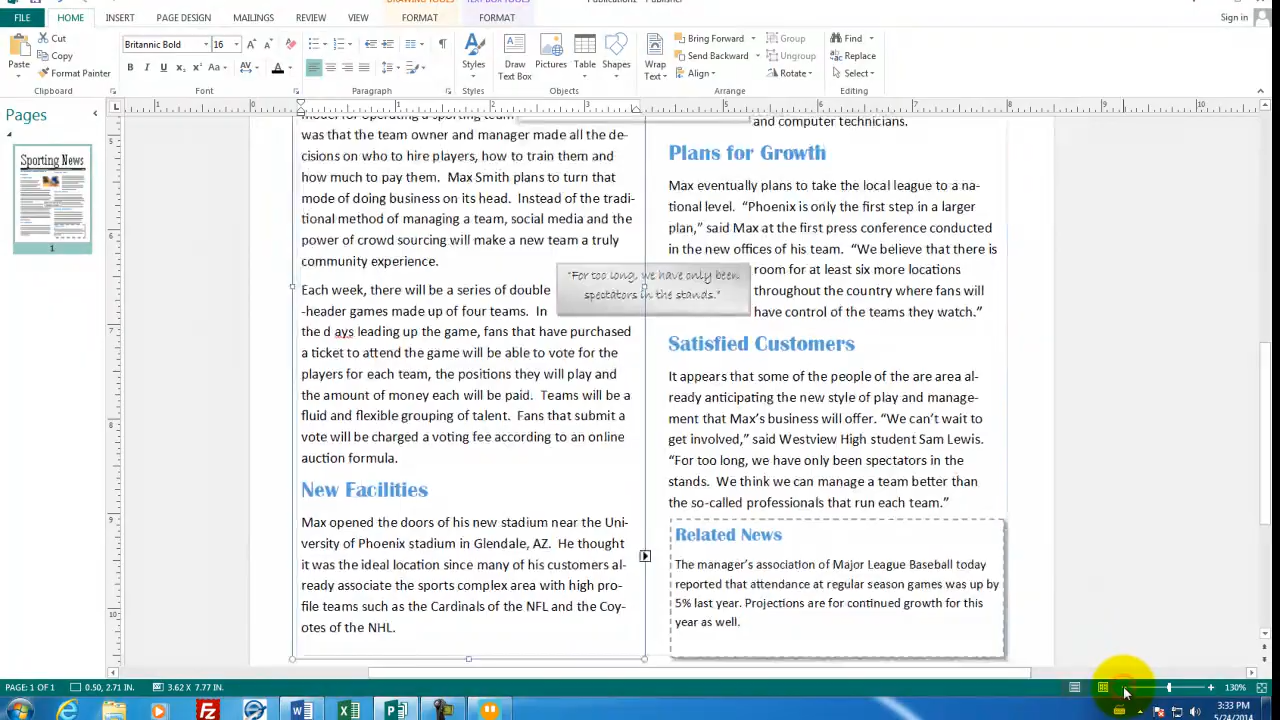 DRAWING TOOLS
TEXT BOX TOOLS
Publication2 - Publisher
FILE
HOME
INSERT
PAGE DESIGN
MAILINGS
REVIEW
VIEW
FORMAT
FORMAT
Sign in
Paste
Cut
Copy
Format Painter
Clipboard
Britannic Bold
16
Font
Paragraph
Styles
Styles
Draw
Text Box
Pictures
Table
Shapes
Objects
Wrap
Text
Bring Forward
Send Backward
Align
Group
Ungroup
Rotate
Arrange
Find
Replace
Select
Editing
Pages
Sporting News
1
model for operating a sporting team
was that the team owner and manager made all the de-
cisions on who to hire players, how to train them and
how much to pay them.  Max Smith plans to turn that
mode of doing business on its head.  Instead of the tradi-
tional method of managing a team, social media and the
power of crowd sourcing will make a new team a truly
community experience.
Each week, there will be a series of double
-header games made up of four teams.  In
the d ays leading up the game, fans that have purchased
a ticket to attend the game will be able to vote for the
players for each team, the positions they will play and
the amount of money each will be paid.  Teams will be a
fluid and flexible grouping of talent.  Fans that submit a
vote will be charged a voting fee according to an online
auction formula.
New Facilities
Max opened the doors of his new stadium near the Uni-
versity of Phoenix stadium in Glendale, AZ.  He thought
it was the ideal location since many of his customers al-
ready associate the sports complex area with high pro-
file teams such as the Cardinals of the NFL and the Coy-
otes of the NHL.
"For too long, we have only been
spectators in the stands."
and computer technicians.
Plans for Growth
Max eventually plans to take the local league to a na-
tional level. "Phoenix is only the first step in a larger
plan," said Max at the first press conference conducted
in the new offices of his team.  "We believe that there is
room for at least six more locations
throughout the country where fans will
have control of the teams they watch."
Satisfied Customers
It appears that some of the people of the are area al-
ready anticipating the new style of play and manage-
ment that Max's business will offer. "We can't wait to
get involved," said Westview High student Sam Lewis.
"For too long, we have only been spectators in the
stands.  We think we can manage a team better than
the so-called professionals that run each team."
Related News
The manager's association of Major League Baseball today
reported that attendance at regular season games was up by
5% last year. Projections are for continued growth for this
year as well.
PAGE: 1 OF 1
0.50, 2.71 IN.
3.62 x 7.77 IN.
130%
3:33 PM
5/24/2014